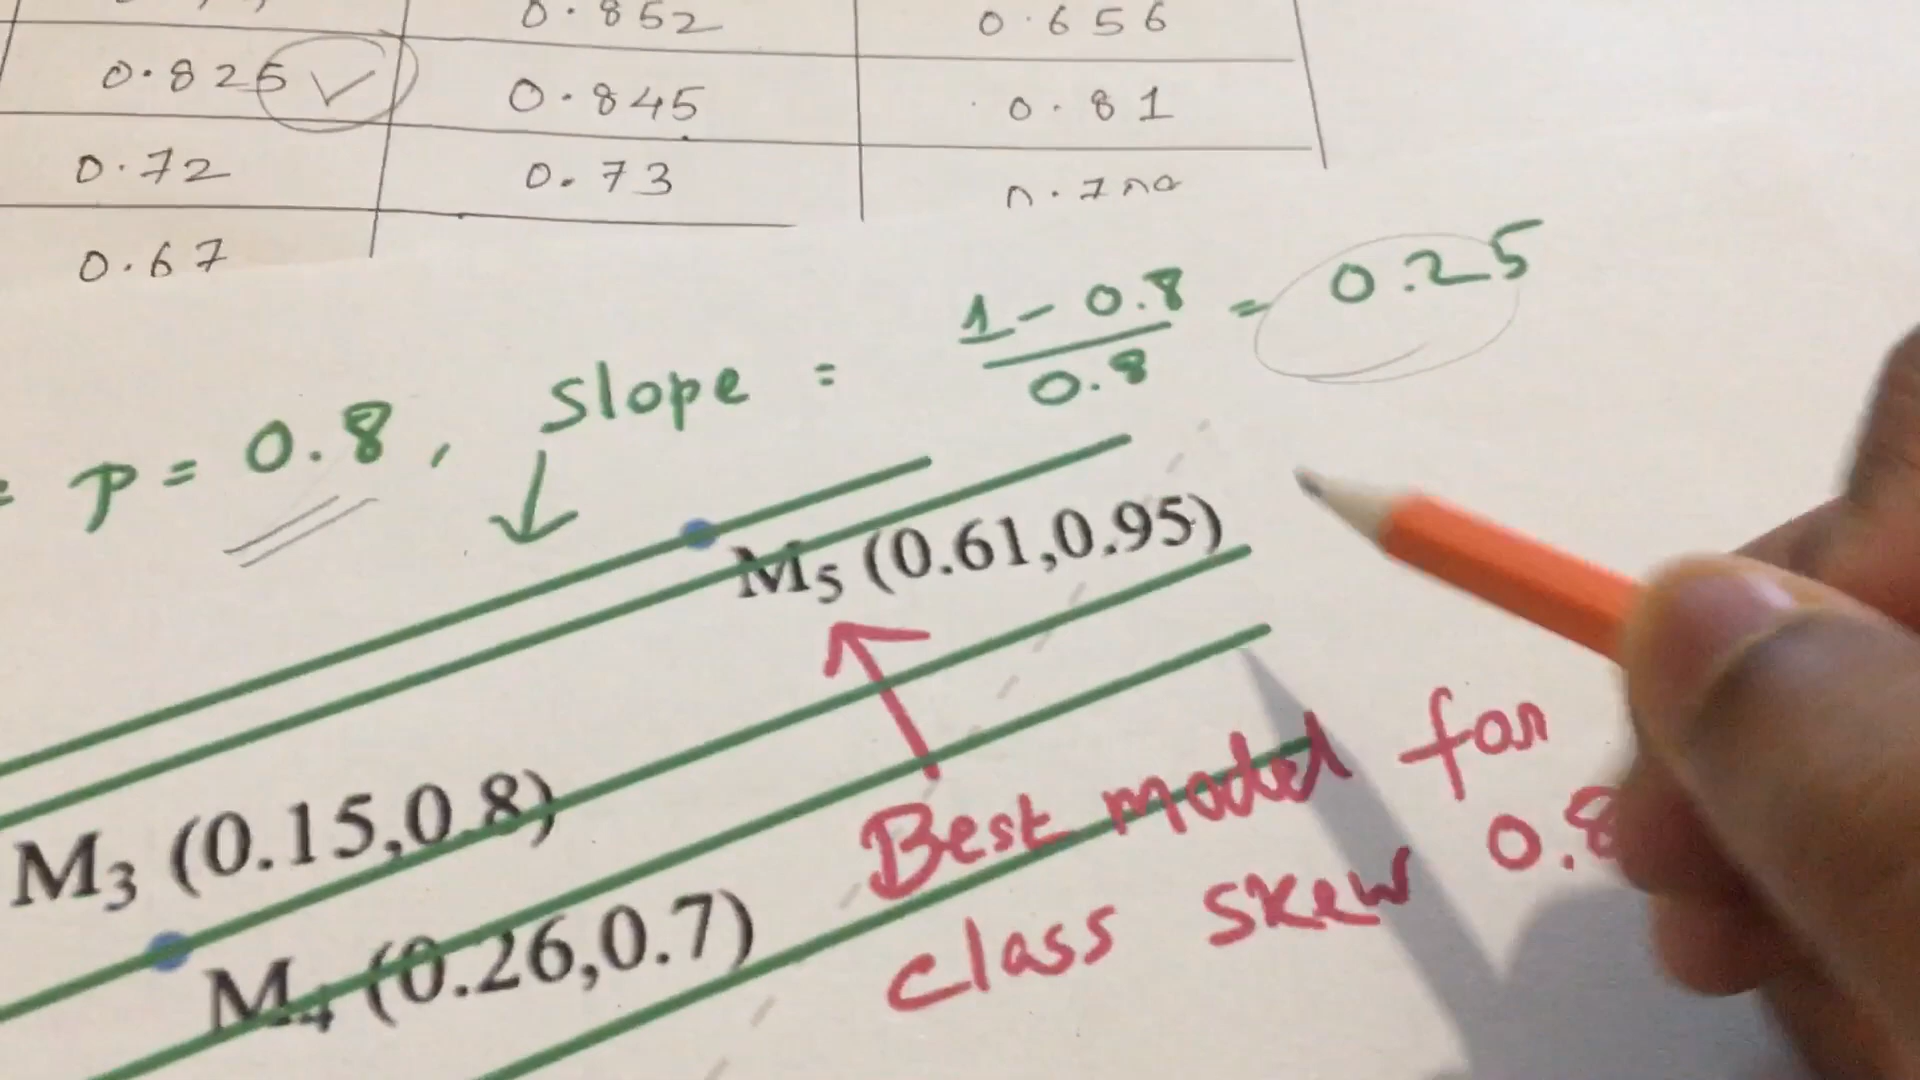 0.852 0.656
0.825 0.845 0.81
0.72 0.73
0.67
p = 0.8, slope = 1 - 0.8 / 0.8 = 0.25
M5 (0.61,0.95)
M3 (0.15,0.8)
M4 (0.26,0.7)
Best model for
class skew 0.8